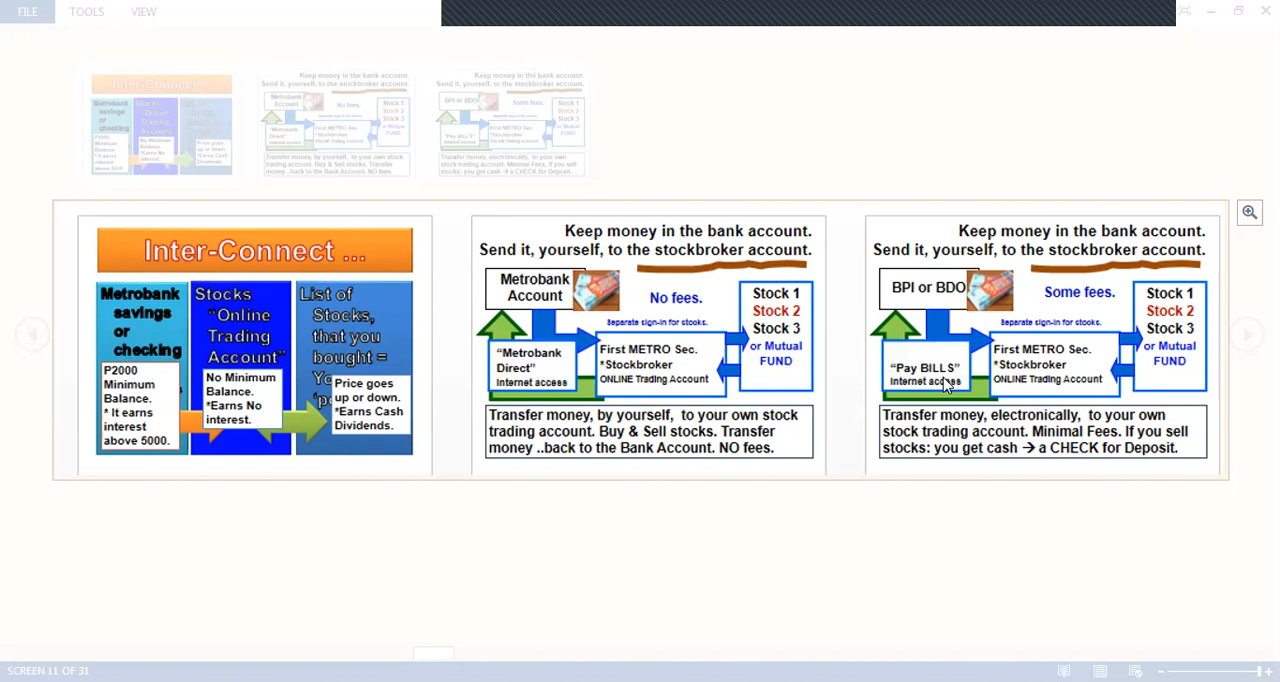 FILE TOOLS VIEW
Inter-Connect ...
Metrobank
savings
or
checking
P2000
Minimum
Balance.
* It earns
interest
above 5000.
Stocks
"Online
Trading
Account"
No Minimum
Balance.
*Earns No
interest.
List of
Stocks,
that you
bought =
Price goes
up or down.
*Earns Cash
Dividends.
Keep money in the bank account.
Send it, yourself, to the stockbroker account.
Metrobank
Account
No fees.
Separate sign-in for stocks.
Stock 1
Stock 2
Stock 3
or Mutual
FUND
"Metrobank
Direct"
Internet access
First METRO Sec.
*Stockbroker
ONLINE Trading Account
Transfer money, by yourself, to your own stock
trading account. Buy & Sell stocks. Transfer
money ..back to the Bank Account. NO fees.
Keep money in the bank account.
Send it, yourself, to the stockbroker account.
BPI or BDO
Some fees.
Separate sign-in for stocks.
Stock 1
Stock 2
Stock 3
or Mutual
FUND
"Pay BILLS"
Internet access
First METRO Sec.
*Stockbroker
ONLINE Trading Account
Transfer money, electronically, to your own
stock trading account. Minimal Fees. If you sell
stocks: you get cash → a CHECK for Deposit.
SCREEN 11 OF 31